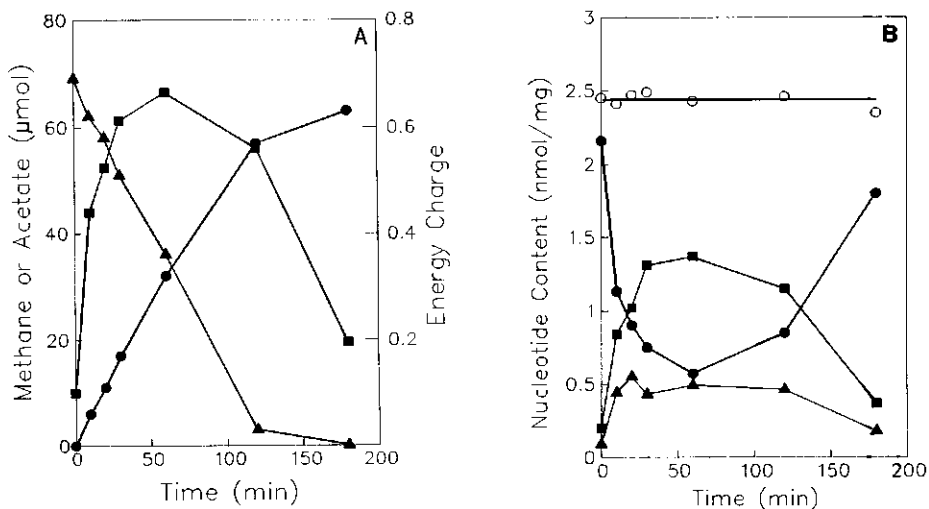 A
80
60
40
20
0
Methane or Acetate (μmol)
0.8
0.6
0.4
0.2
Energy Charge
0 50 100 150 200
Time (min)
B
3
2.5
2
1.5
1
0.5
0
Nucleotide Content (nmol/mg)
0 50 100 150 200
Time (min)